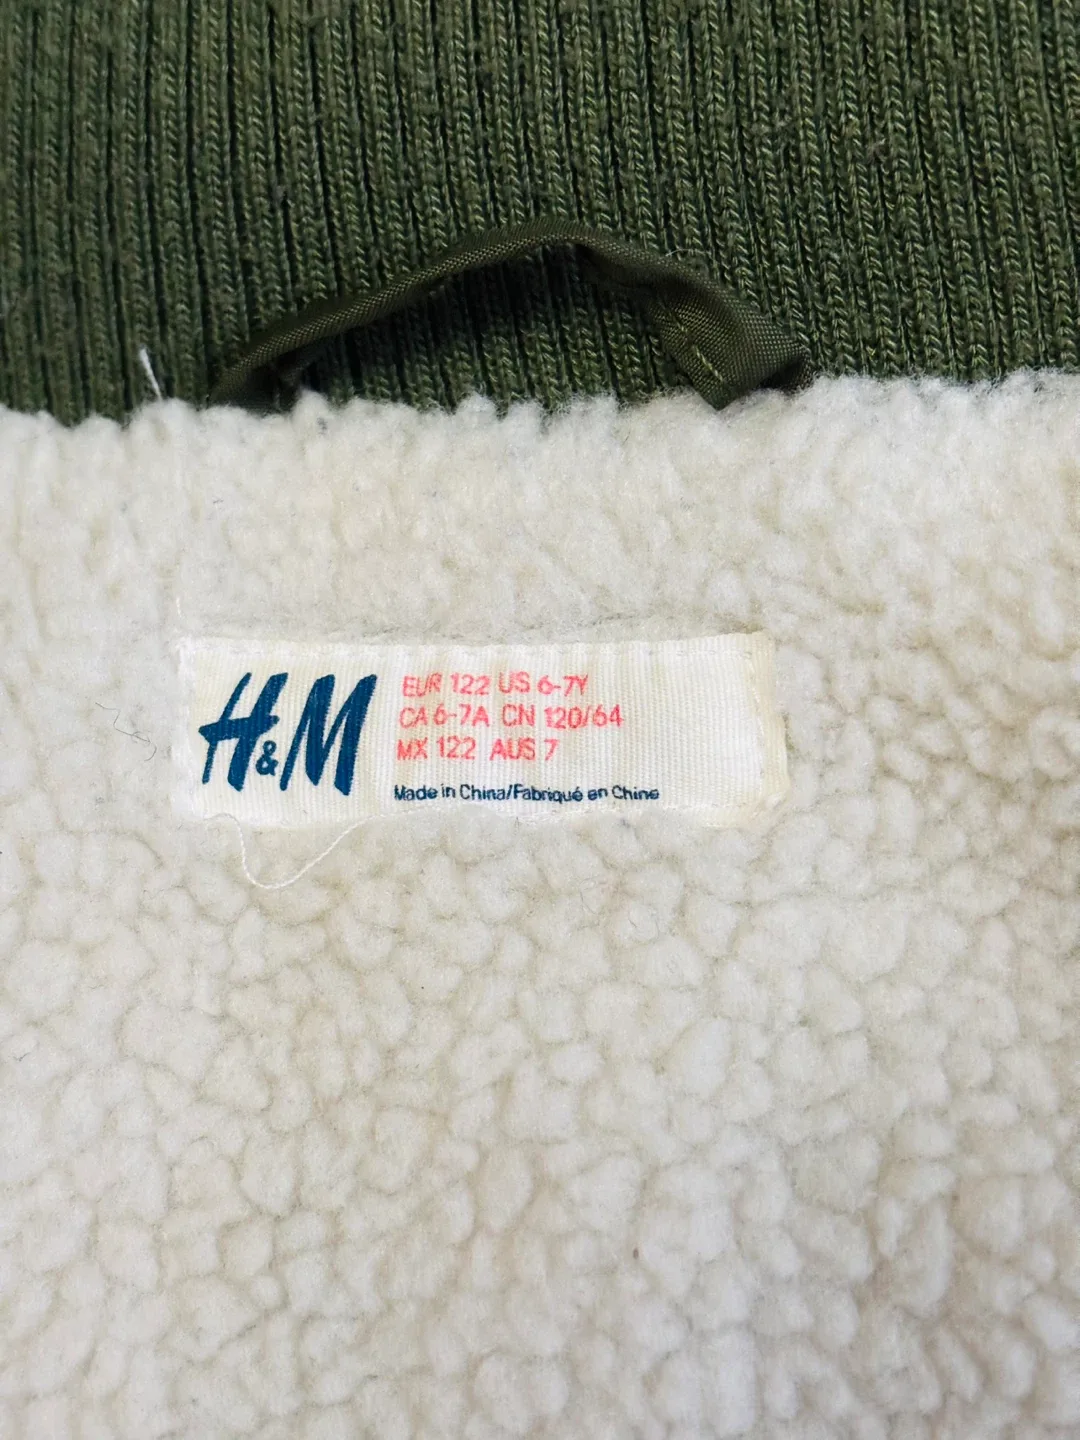 H&M
EUR 122 US 6-7Y
CA 6-7A CN 120/64
MX 122 AUS 7
Made in China/Fabriqué en Chine